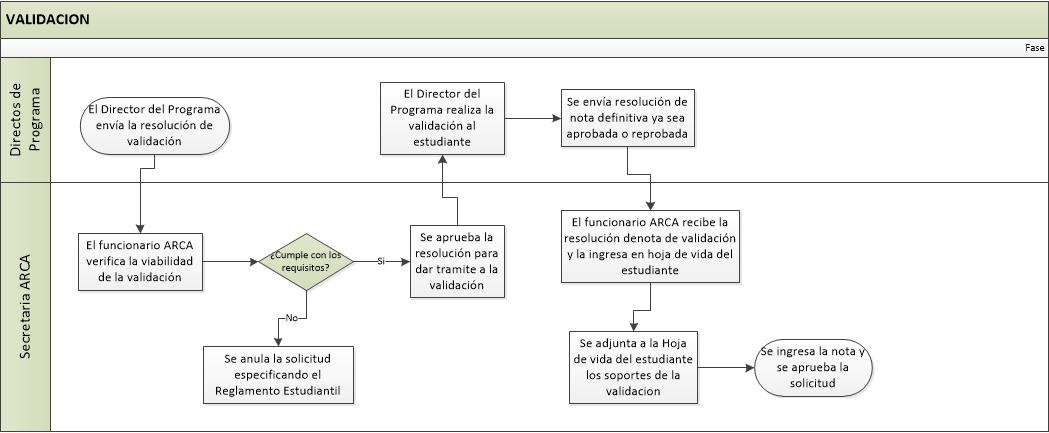 VALIDACION
Fase
Directos de
Programa
El Director del Programa
envía la resolución de
validación
El Director del
Programa realiza la
validación al
estudiante
Se envía resolución de
nota definitiva ya sea
aprobada o reprobada
Secretaria ARCA
El funcionario ARCA
verifica la viabilidad
de la validación
¿Cumple con los
requisitos?
Si
No
Se anula la solicitud
especificando el
Reglamento Estudiantil
Se aprueba la
resolución para
dar tramite a la
validación
El funcionario ARCA recibe la
resolución denota de validación
y la ingresa en hoja de vida del
estudiante
Se adjunta a la Hoja
de vida del estudiante
los soportes de la
validacion
Se ingresa la nota y
se aprueba la
solicitud